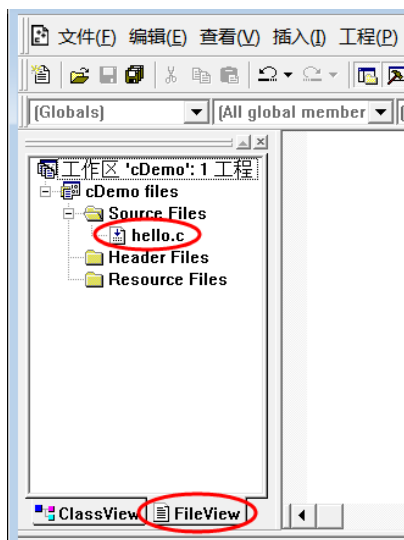 文件(F) 编辑(E) 查看(V) 插入(I) 工程(P)
(Globals) (All global member
工作区 'cDemo': 1 工程
cDemo files
Source Files
hello.c
Header Files
Resource Files
ClassView FileView